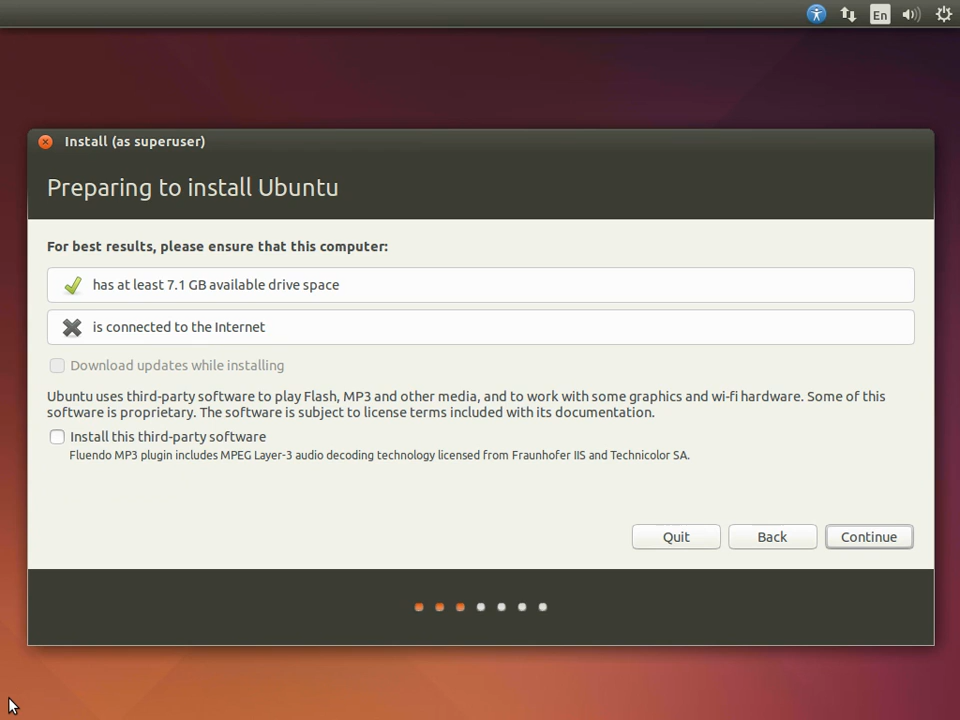 En
Install (as superuser)
Preparing to install Ubuntu
For best results, please ensure that this computer:
has at least 7.1 GB available drive space
is connected to the Internet
Download updates while installing
Ubuntu uses third-party software to play Flash, MP3 and other media, and to work with some graphics and wi-fi hardware. Some of this
software is proprietary. The software is subject to license terms included with its documentation.
Install this third-party software
Fluendo MP3 plugin includes MPEG Layer-3 audio decoding technology licensed from Fraunhofer IIS and Technicolor SA.
Quit Back Continue